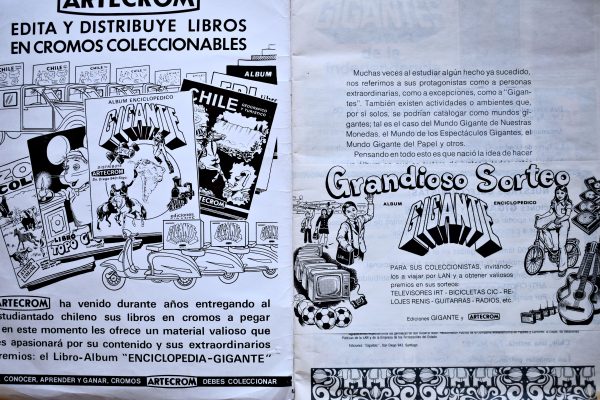 ARTECROM
EDITA Y DISTRIBUYE LIBROS
EN CROMOS COLECCIONABLES
CHILE
CHILE
ALBUM
ALBUM ENCICLOPEDICO
GIGANTE
ARTECROM
CHILE
GIGANTE
GIGANTE
ARTECROM ha venido durante años entregando al
estudiantado chileno sus libros en cromos a pegar
en este momento les ofrece un material valioso que
es apasionará por su contenido y sus extraordinarios
remios: el Libro-Album "ENCICLOPEDIA-GIGANTE"
CONOCER, APRENDER Y GANAR, CROMOS ARTECROM DEBES COLECCIONAR
Muchas veces al estudiar algún hecho ya sucedido,
nos referimos a sus protagonistas como a personas
extraordinarias, como a excepciones, como a "Gigan-
tes". También existen actividades o ambientes que,
por si solos, se podrían catalogar como mundos gi-
gantes; tal es el caso del Mundo Gigante de Nuestras
Monedas, el Mundo de los Espectáculos Gigantes, el
Mundo Gigante del Papel y otros.
Pensando en todo esto es que nació la idea de hacer
Grandioso Sorteo
ALBUM GIGANTE ENCICLOPEDICO
PARA SUS COLECCIONISTAS, invitándo-
los a viajar por LAN y a obtener valiosos
premios en sus sorteos:
TELEVISORES IRT - BICICLETAS CIC - RE-
LOJES RENIS - GUITARRAS - RADIOS, etc.
Ediciones GIGANTE y ARTECROM